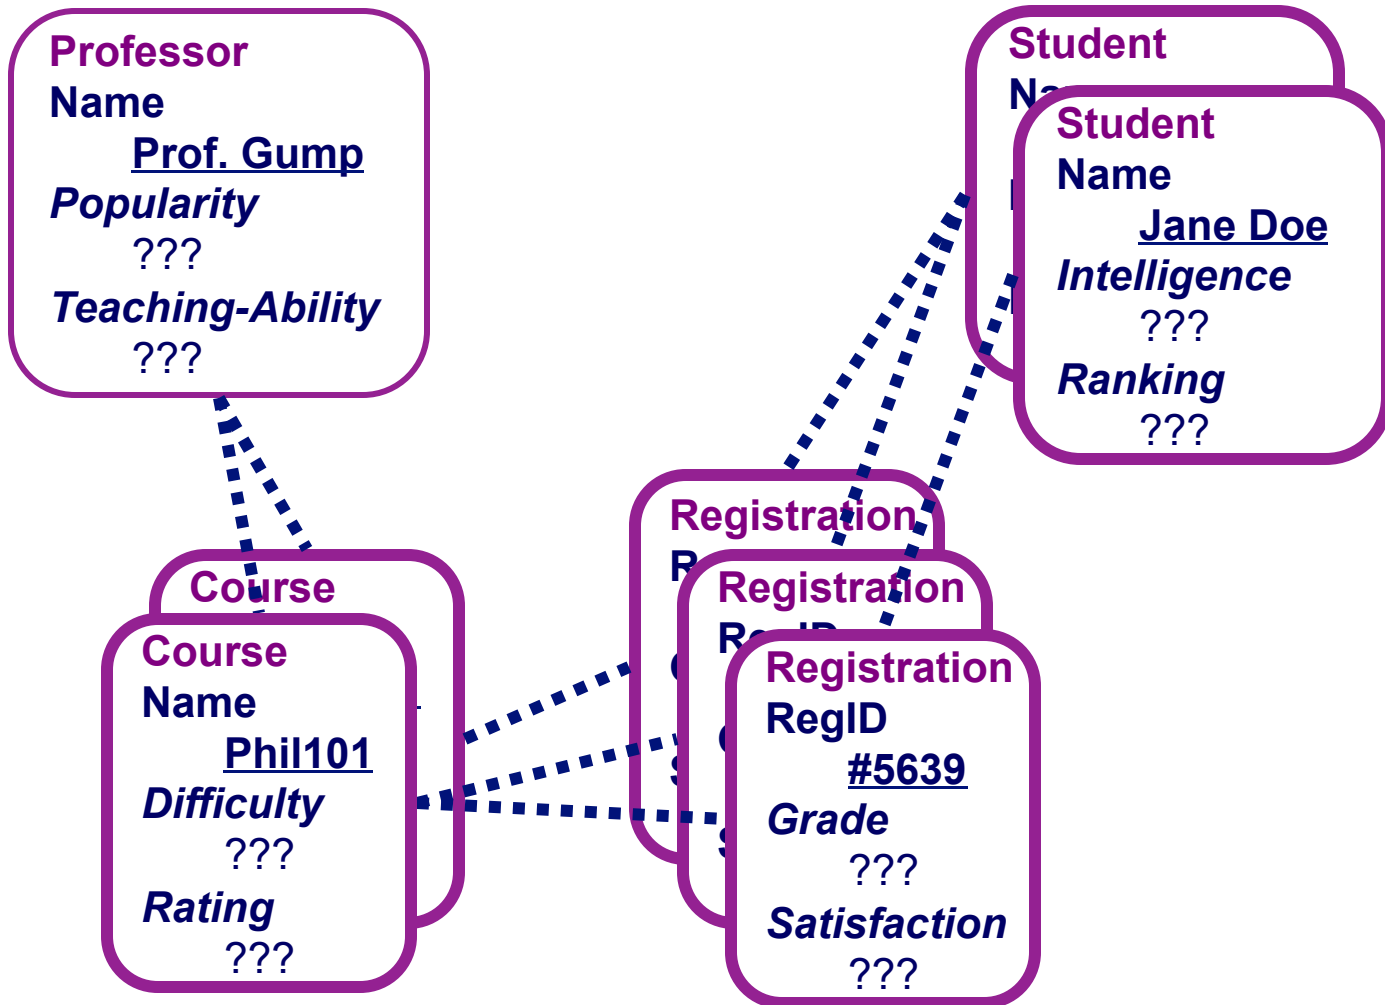 Professor
Name
Prof. Gump
Popularity
???
Teaching-Ability
???
Student
Student
Name
Jane Doe
Intelligence
???
Ranking
???
Course
Course
Name
Phil101
Difficulty
???
Rating
???
Registration
Registration
RegID
Registration
RegID
#5639
Grade
???
Satisfaction
???